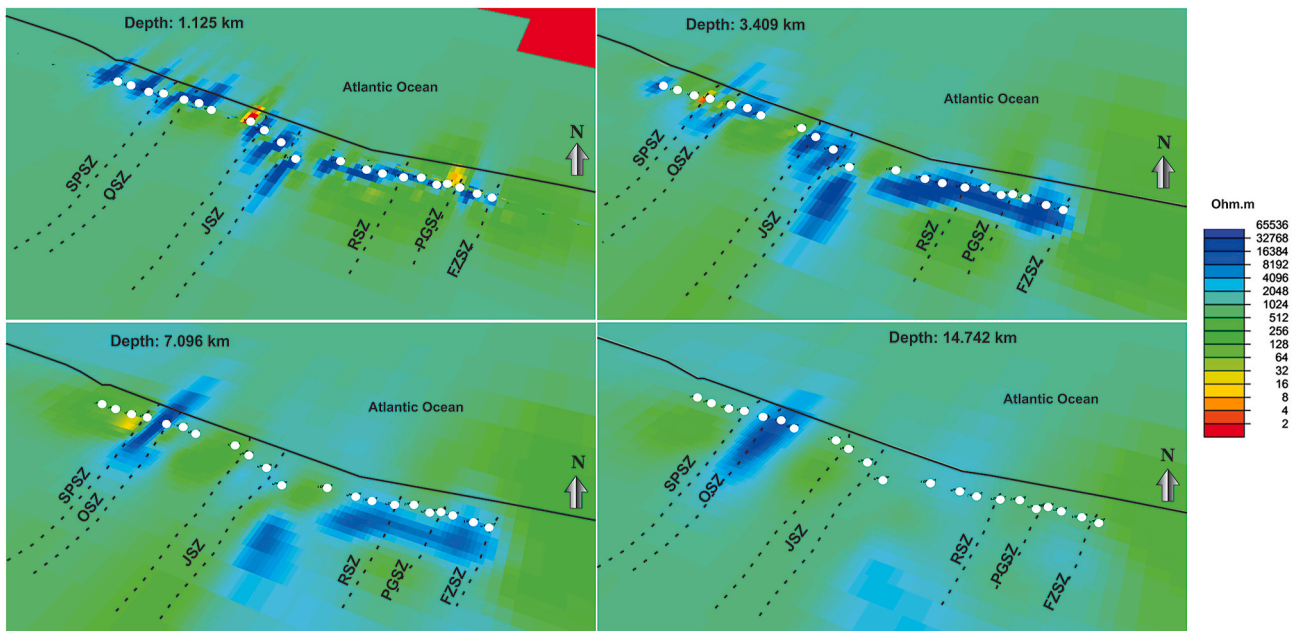 Depth: 1.125 km
Atlantic Ocean
N
SPSZ
OSZ
JSZ
RSZ
PGSZ
FZSZ
Depth: 3.409 km
Atlantic Ocean
N
SPSZ
OSZ
JSZ
RSZ
PGSZ
FZSZ
Ohm.m
65536
32768
16384
8192
4096
2048
1024
512
256
128
64
32
16
8
4
2
Depth: 7.096 km
Atlantic Ocean
N
SPSZ
OSZ
JSZ
RSZ
PGSZ
FZSZ
Depth: 14.742 km
Atlantic Ocean
N
SPSZ
OSZ
JSZ
RSZ
PGSZ
FZSZ